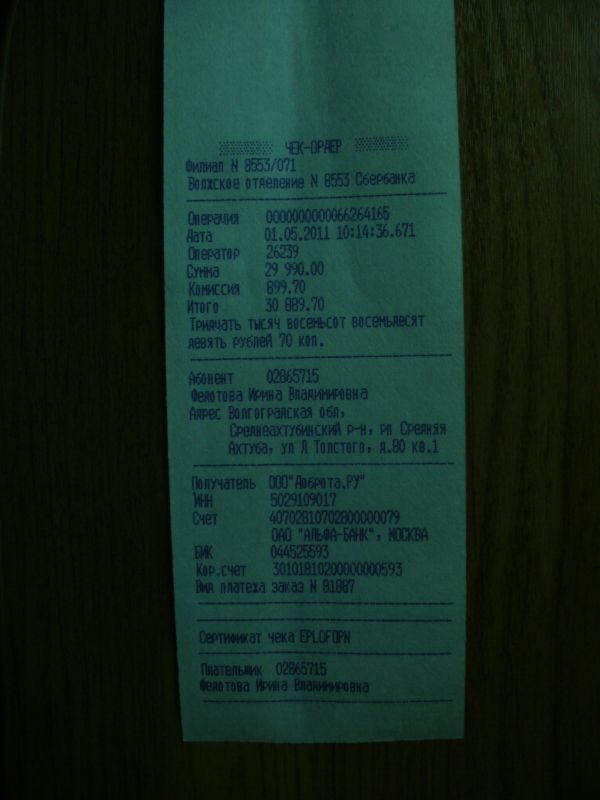 ЧЕК-ОРДЕР
Филиал N 8553/071
Волжское отделение N 8553 Сбербанка
Операция 0000000000066264165
Дата 01.05.2011 10:14:36.671
Оператор 26239
Сумма 29 990.00
Комиссия 899.70
Итого 30 889.70
Тридчать тысяч восемьсот восемьдесят
девять рублей 70 коп.
Абонент 02865715
Федотова Ирина Владимировна
Адрес Волгоградская обл,
Среднеахтубинский р-н, рп Средняя
Ахтуба, ул Л Толстого, д.80 кв.1
Получатель ООО"Доброта.РУ"
ИНН 5029109017
Счет 40702810702800000079
ОАО "АЛЬФА-БАНК", МОСКВА
БИК 044525593
Кор.счет 30101810200000000593
Вид платежа заказ N 81887
Сертификат чека EPLOFOPN
Плательщик 02865715
Федотова Ирина Владимировна